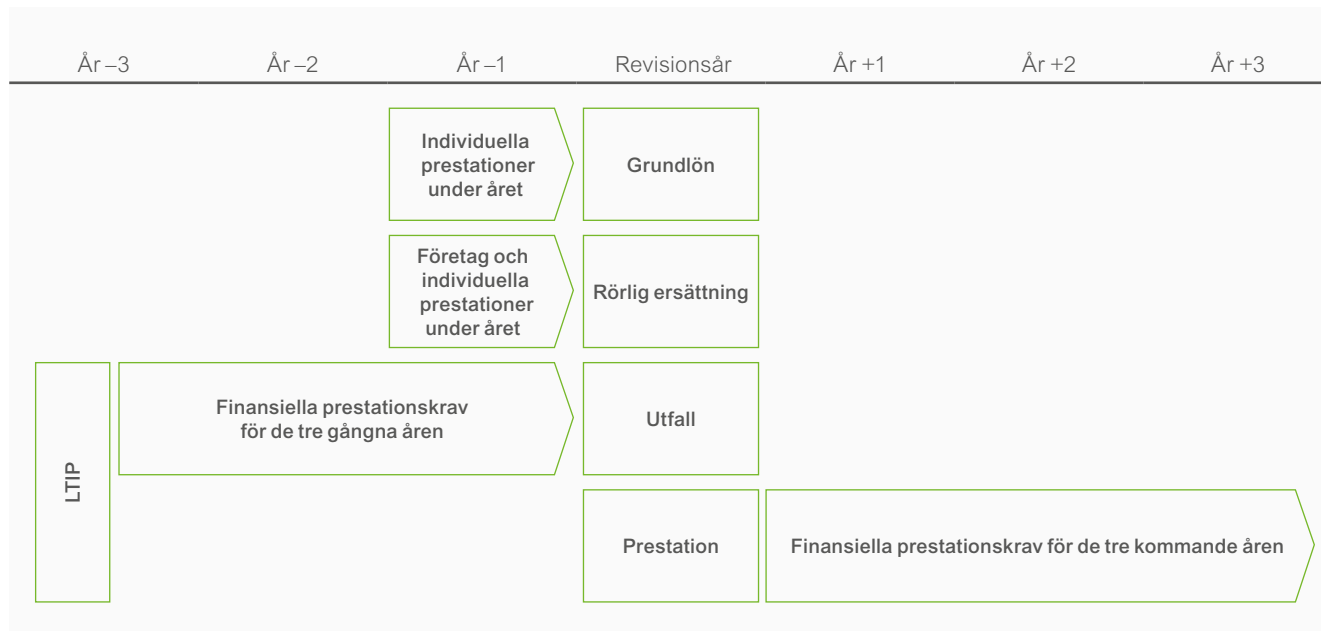 År –3 År –2 År –1 Revisionsår År +1 År +2 År +3
Individuella
prestationer
under året
Grundlön
Företag och
individuella
prestationer
under året
Rörlig ersättning
LTIP
Finansiella prestationskrav
för de tre gångna åren
Utfall
Prestation
Finansiella prestationskrav för de tre kommande åren